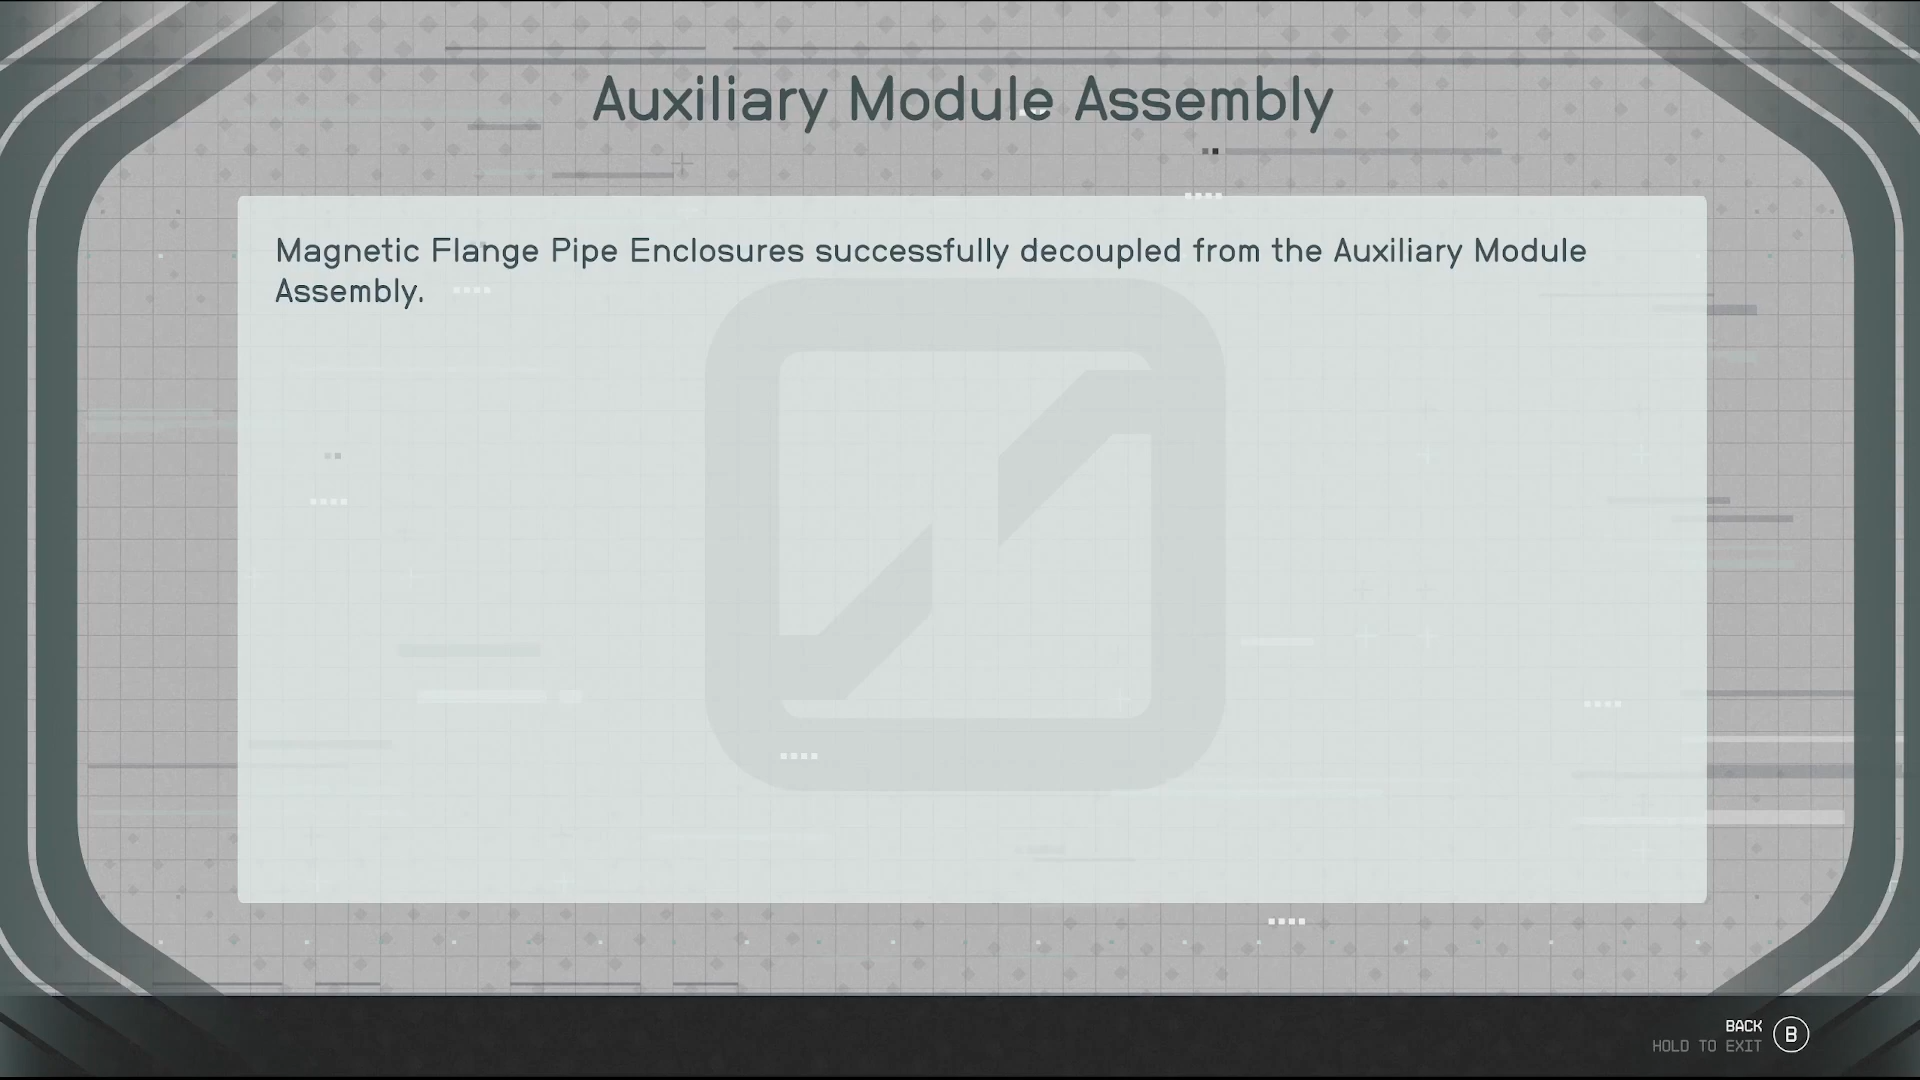 Auxiliary Module Assembly
Magnetic Flange Pipe Enclosures successfully decoupled from the Auxiliary Module
Assembly.
BACK
HOLD TO EXIT
B